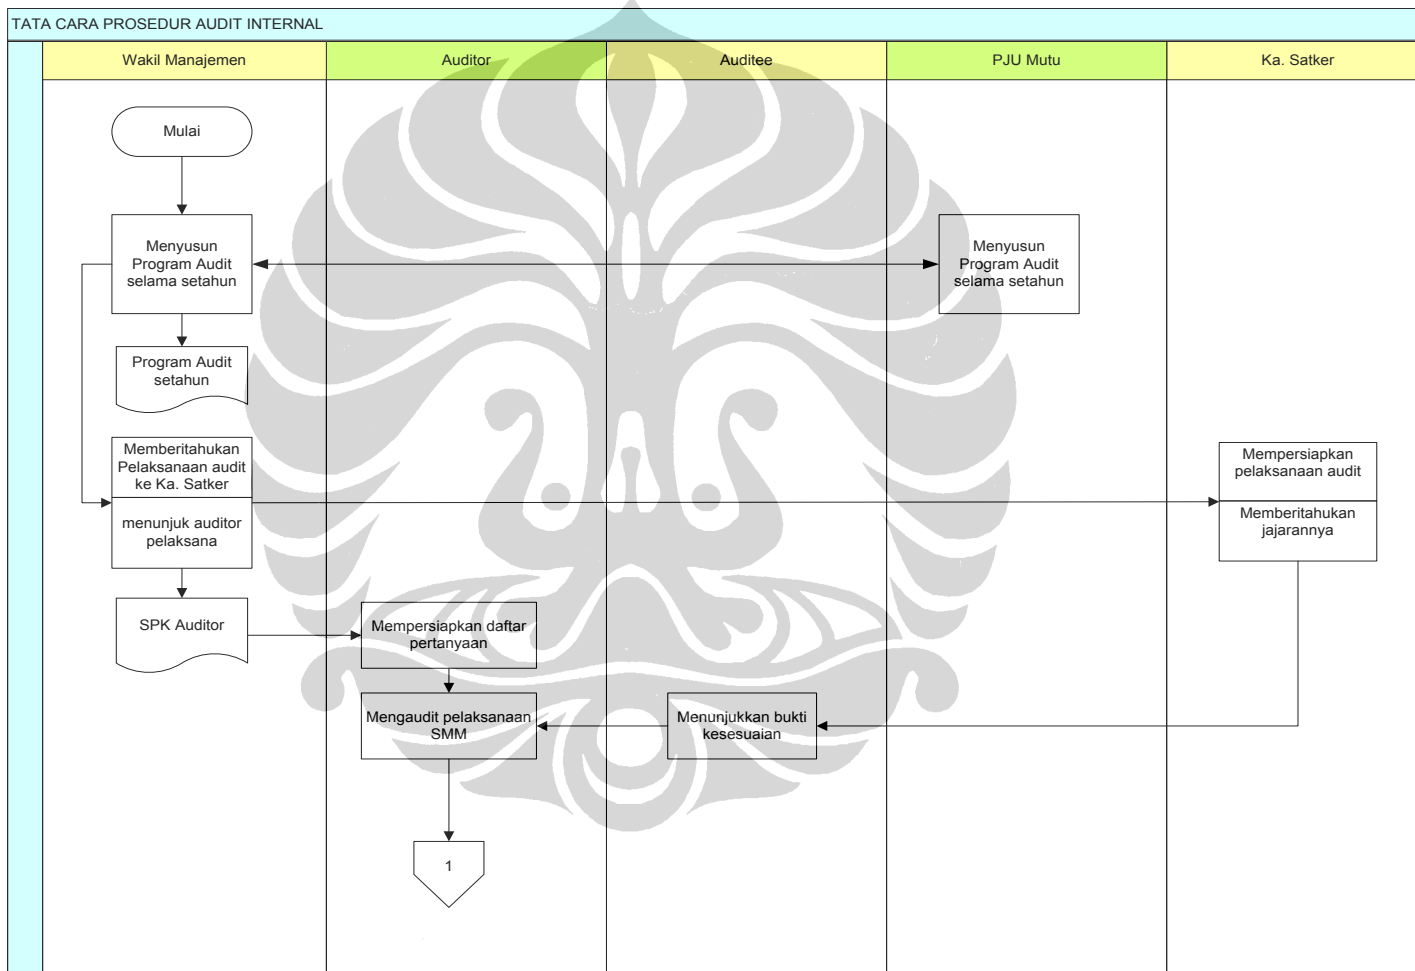 TATA CARA PROSEDUR AUDIT INTERNAL
Wakil Manajemen
Auditor
Auditee
PJU Mutu
Ka. Satker
Mulai
Menyusun
Program Audit
selama setahun
Menyusun
Program Audit
selama setahun
Program Audit
setahun
Memberitahukan
Pelaksanaan audit
ke Ka. Satker
menunjuk auditor
pelaksana
Mempersiapkan
pelaksanaan audit
Memberitahukan
jajarannya
SPK Auditor
Mempersiapkan daftar
pertanyaan
Mengaudit pelaksanaan
SMM
Menunjukkan bukti
kesesuaian
1